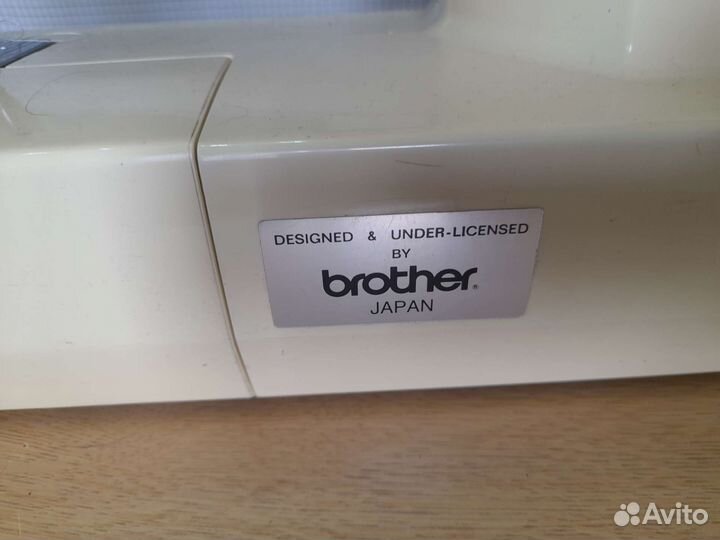 DESIGNED & UNDER-LICENSED
BY
brother®
JAPAN
Avito